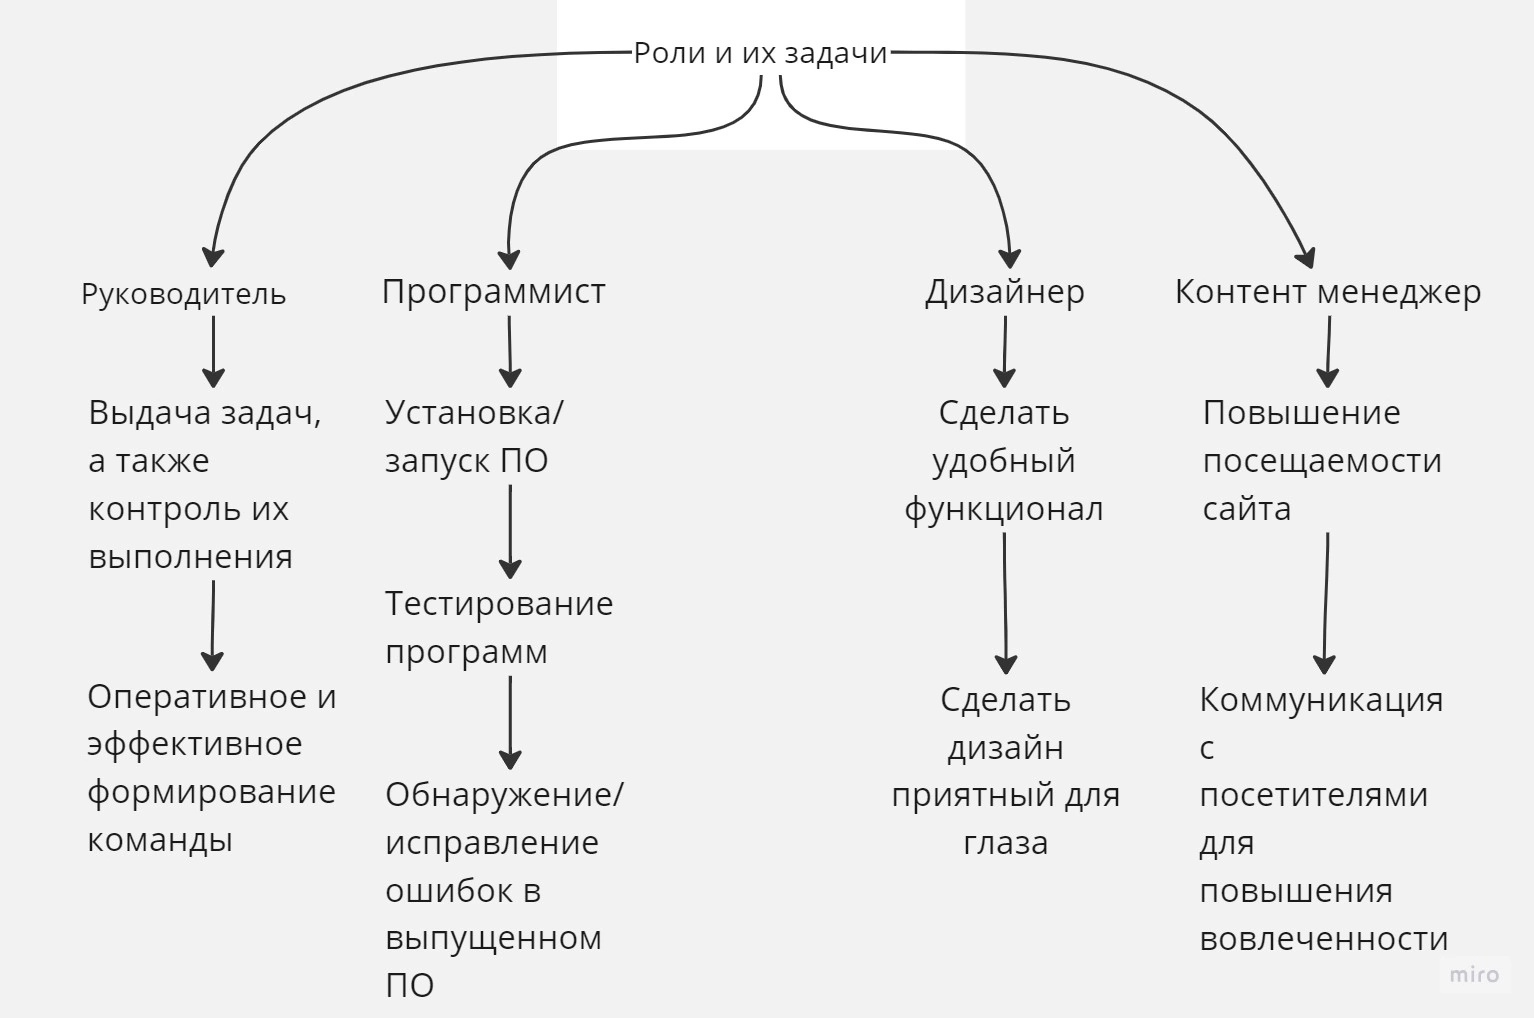 Роли и их задачи
Руководитель
Выдача задач,
а также
контроль их
выполнения
Оперативное и
эффективное
формирование
команды
Программист
Установка/
запуск ПО
Тестирование
программ
Обнаружение/
исправление
ошибок в
выпущенном
ПО
Дизайнер
Сделать
удобный
функционал
Сделать
дизайн
приятный для
глаза
Контент менеджер
Повышение
посещаемости
сайта
Коммуникация
с
посетителями
для
повышения
вовлеченности
miro